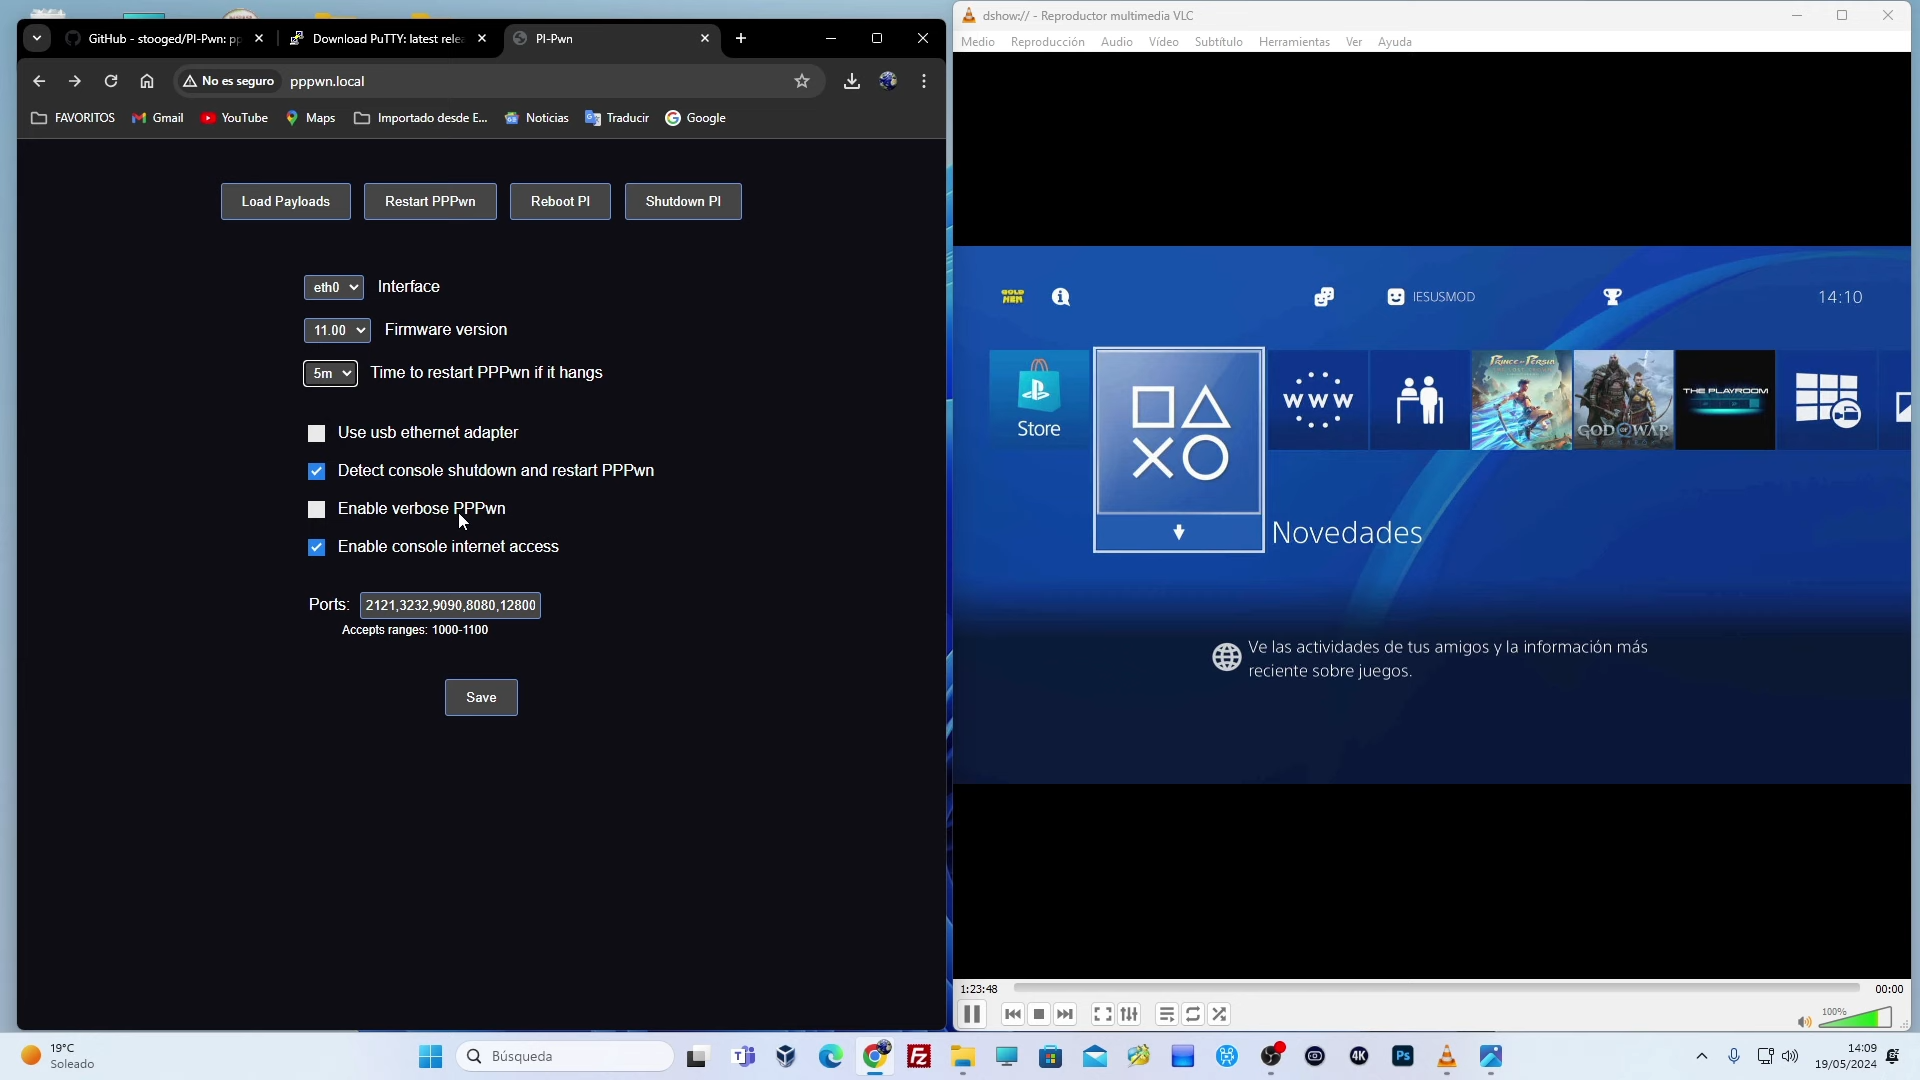 GitHub - stooged/PI-Pwn: pp
Download PuTTY: latest rele
PI-Pwn
No es seguro
pppwn.local
FAVORITOS
Gmail
YouTube
Maps
Importado desde E...
Noticias
Traducir
Google
Load Payloads
Restart PPPwn
Reboot PI
Shutdown PI
eth0
Interface
11.00
Firmware version
5m
Time to restart PPPwn if it hangs
Use usb ethernet adapter
Detect console shutdown and restart PPPwn
Enable verbose PPPwn
Enable console internet access
Ports:
2121,3232,9090,8080,12800
Accepts ranges: 1000-1100
Save
dshow:// - Reproductor multimedia VLC
Medio
Reproducción
Audio
Vídeo
Subtítulo
Herramientas
Ver
Ayuda
GOLD
HEN
IESUSMOD
14:10
Store
WWW
PRINCE OF PERSIA
GOD OF WAR
THE PLAYROOM
Novedades
Ve las actividades de tus amigos y la información más
reciente sobre juegos.
1:23:48
00:00
100%
19°C
Soleado
Búsqueda
Fz
4K
Ps
14:09
19/05/2024